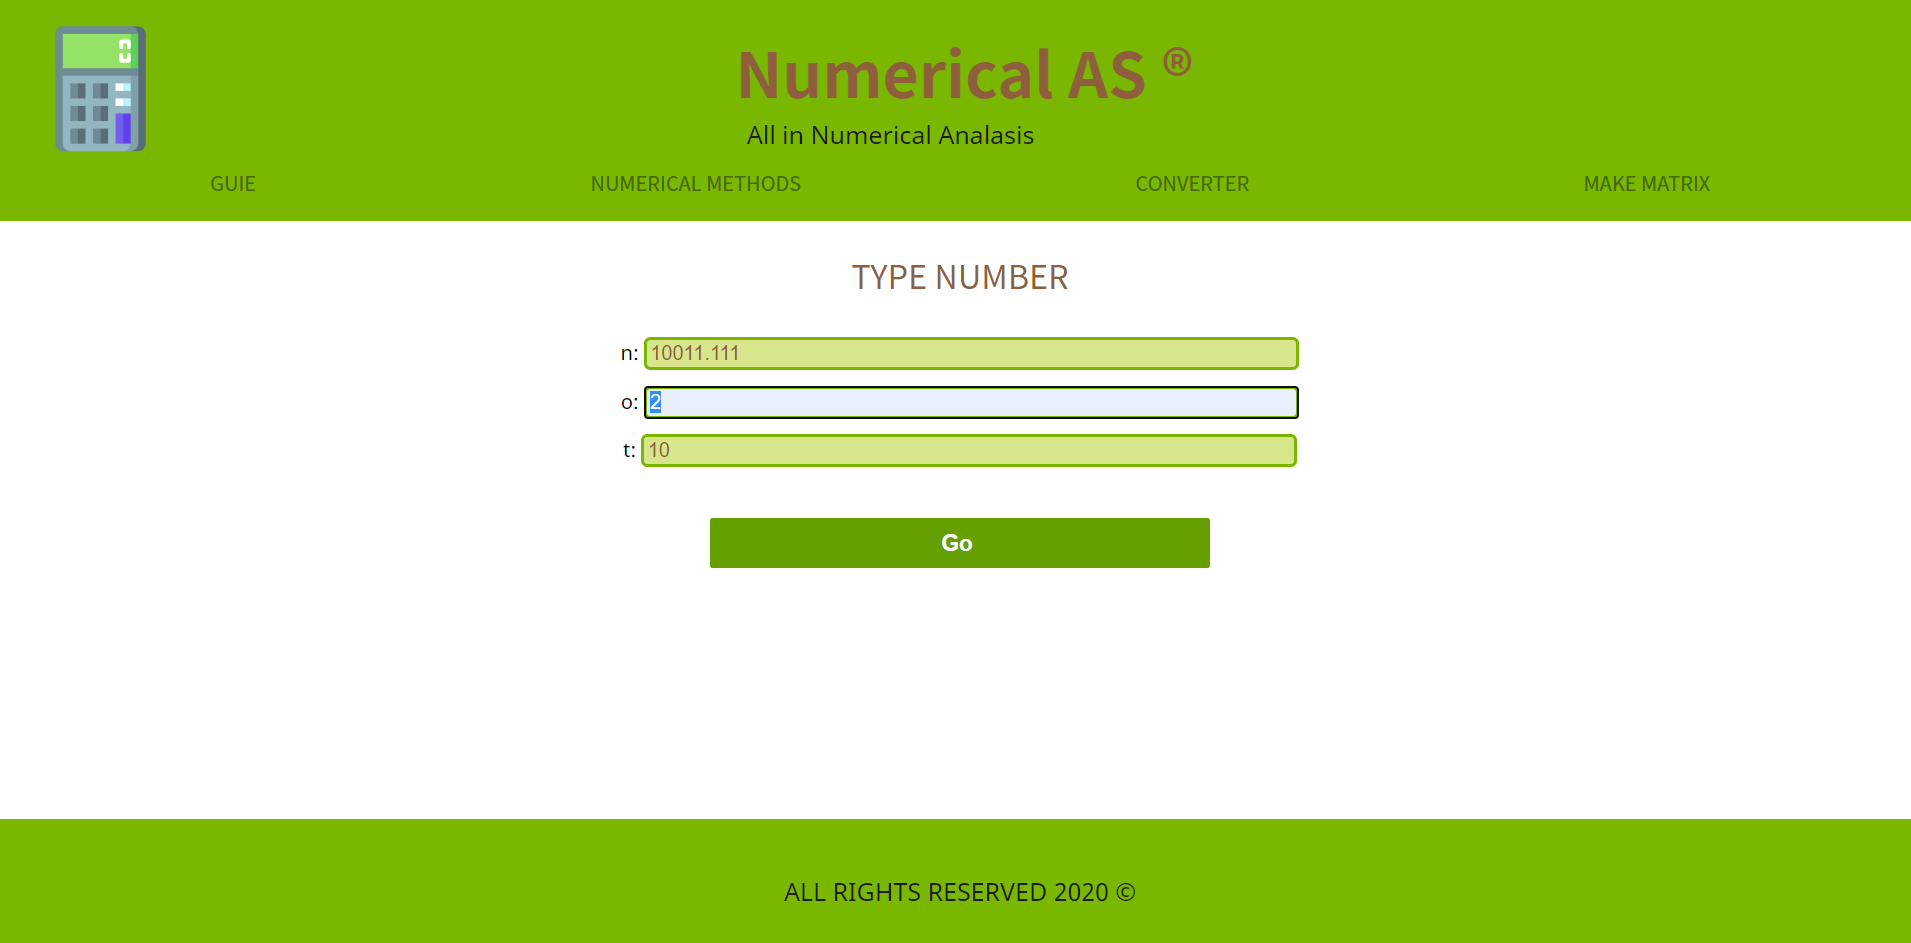 0
Numerical AS ®
All in Numerical Analasis
GUIE NUMERICAL METHODS CONVERTER MAKE MATRIX
TYPE NUMBER
n: 10011.111
o: 2
t: 10
Go
ALL RIGHTS RESERVED 2020 ©